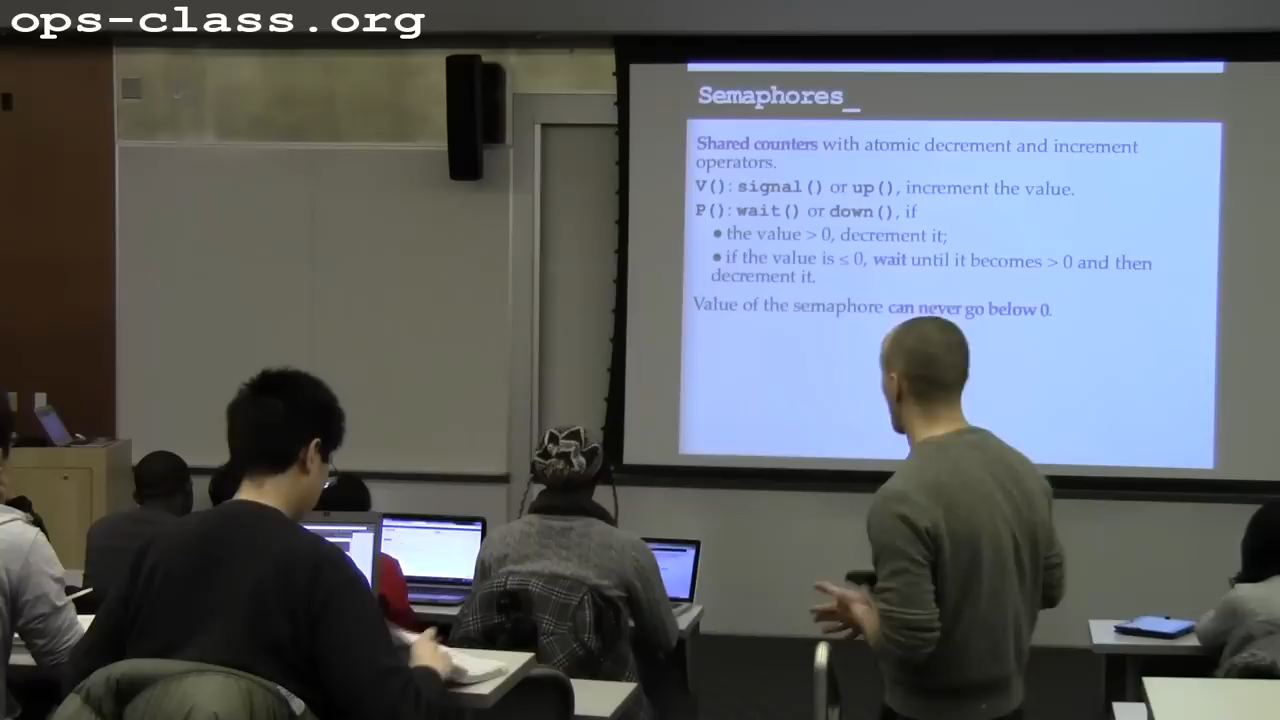 ops-class.org
Semaphores_
Shared counters with atomic decrement and increment
operators.
V(): signal() or up(), increment the value.
P(): wait() or down(), if
• the value > 0, decrement it;
• if the value is ≤ 0, wait until it becomes > 0 and then
decrement it.
Value of the semaphore can never go below 0.